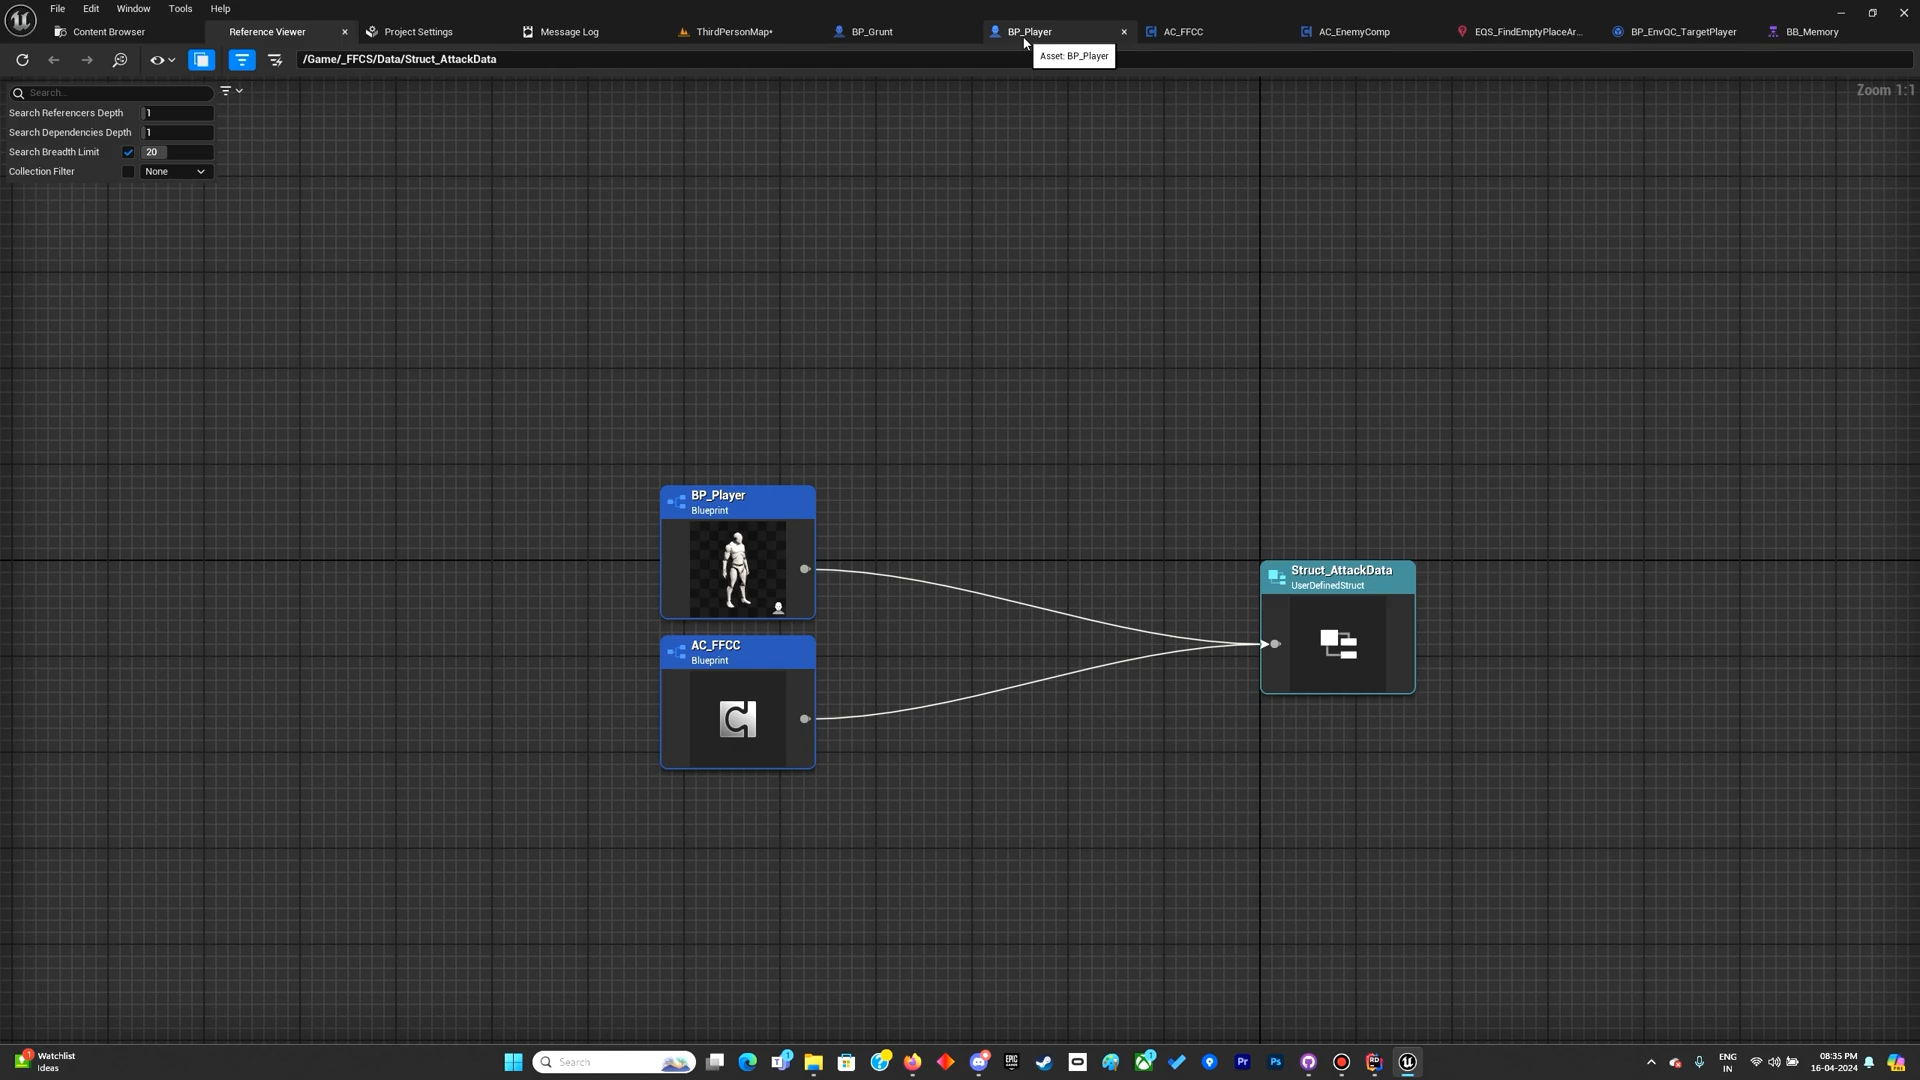 File Edit Window Tools Help
Content Browser Reference Viewer Project Settings Message Log ThirdPersonMap* BP_Grunt BP_Player AC_FFCC AC_EnemyComp EQS_FindEmptyPlaceAr... BP_EnvQC_TargetPlayer BB_Memory
/Game/_FFCS/Data/Struct_AttackData
Asset: BP_Player
Search...
Zoom 1:1
Search Referencers Depth 1
Search Dependencies Depth 1
Search Breadth Limit 20
Collection Filter None
BP_Player
Blueprint
Struct_AttackData
UserDefinedStruct
AC_FFCC
Blueprint
Watchlist
Ideas
Search
ENG
IN
08:35 PM
16-04-2024